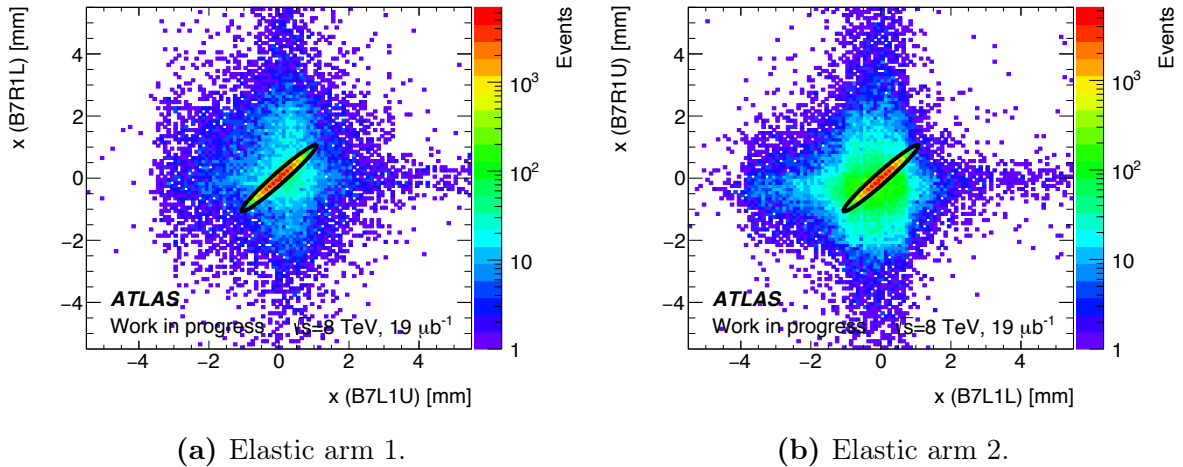 x (B7R1L) [mm]
4
2
0
−2
−4
ATLAS
Work in progress √s=8 TeV, 19 μb⁻¹
−4 −2 0 2 4
x (B7L1U) [mm]
Events
10³
10²
10
1
(a) Elastic arm 1.
x (B7R1U) [mm]
4
2
0
−2
−4
ATLAS
Work in progress √s=8 TeV, 19 μb⁻¹
−4 −2 0 2 4
x (B7L1L) [mm]
Events
10³
10²
10
1
(b) Elastic arm 2.